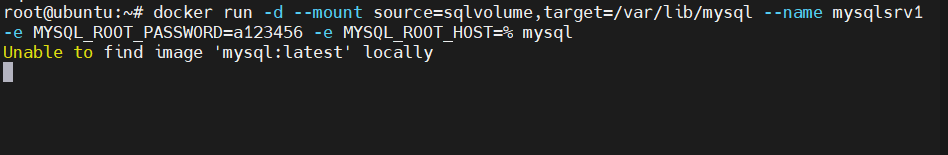 root@ubuntu:~# docker run -d --mount source=sqlvolume,target=/var/lib/mysql --name mysqlsrv1
-e MYSQL_ROOT_PASSWORD=a123456 -e MYSQL_ROOT_HOST=% mysql
Unable to find image 'mysql:latest' locally